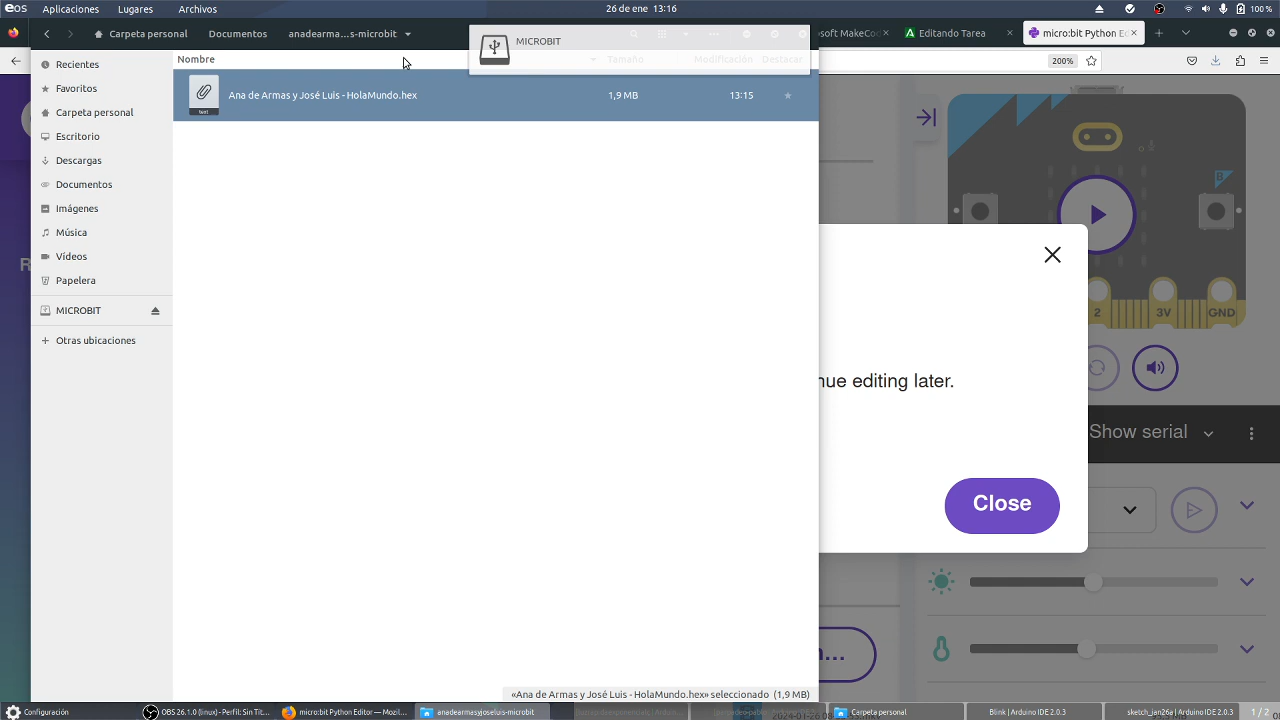 eos Aplicaciones Lugares Archivos 26 de ene 13:16 100 %
Carpeta personal Documentos anadearma…s-microbit
MICROBIT
osoft MakeCod Editando Tarea micro:bit Python Ed
200%
Nombre Tamaño Modificación Destacar
Ana de Armas y José Luis - HolaMundo.hex 1,9 MB 13:15
text
Recientes
Favoritos
Carpeta personal
Escritorio
Descargas
Documentos
Imágenes
Música
Vídeos
Papelera
MICROBIT
Otras ubicaciones
B
2 3V GND
nue editing later.
Show serial
Close
n...
«Ana de Armas y José Luis - HolaMundo.hex» seleccionado (1,9 MB)
Configuración OBS 26.1.0 (linux) - Perfil: Sin Tit… micro:bit Python Editor — Mozil… anadearmasyjoseluis-microbit Carpeta personal Blink | Arduino IDE 2.0.3 sketch_jan26a | Arduino IDE 2.0.3 1 / 2